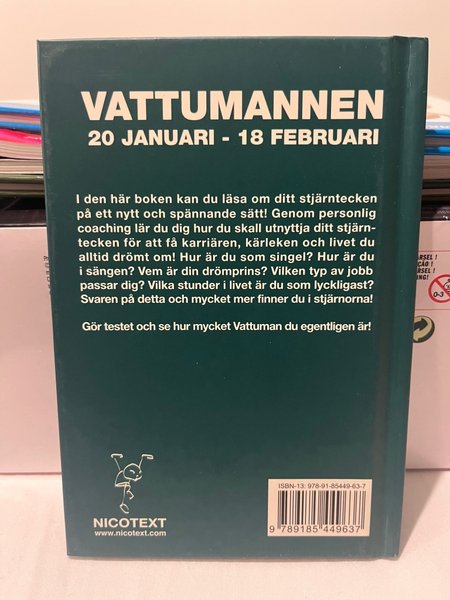 VATTUMANNEN
20 JANUARI - 18 FEBRUARI
I den här boken kan du läsa om ditt stjärntecken
på ett nytt och spännande sätt! Genom personlig
coaching lär du dig hur du skall utnyttja ditt stjärn-
tecken för att få karriären, kärleken och livet du
alltid drömt om! Hur är du som singel? Hur är du
i sängen? Vem är din drömprins? Vilken typ av jobb
passar dig? Vilka stunder i livet är du som lyckligast?
Svaren på detta och mycket mer finner du i stjärnorna!
Gör testet och se hur mycket Vattuman du egentligen är!
NICOTEXT
www.nicotext.com
ISBN-13: 978-91-85449-63-7
9 789185 449637
0-3